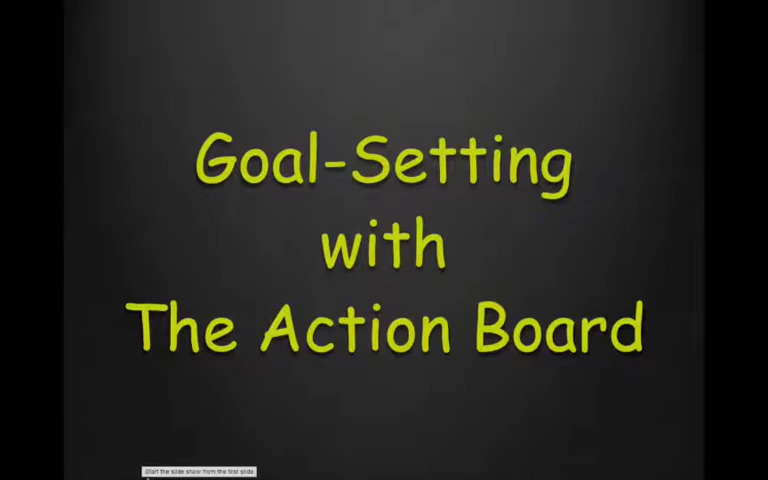 Goal-Setting
with
The Action Board
Start the slide show from the first slide